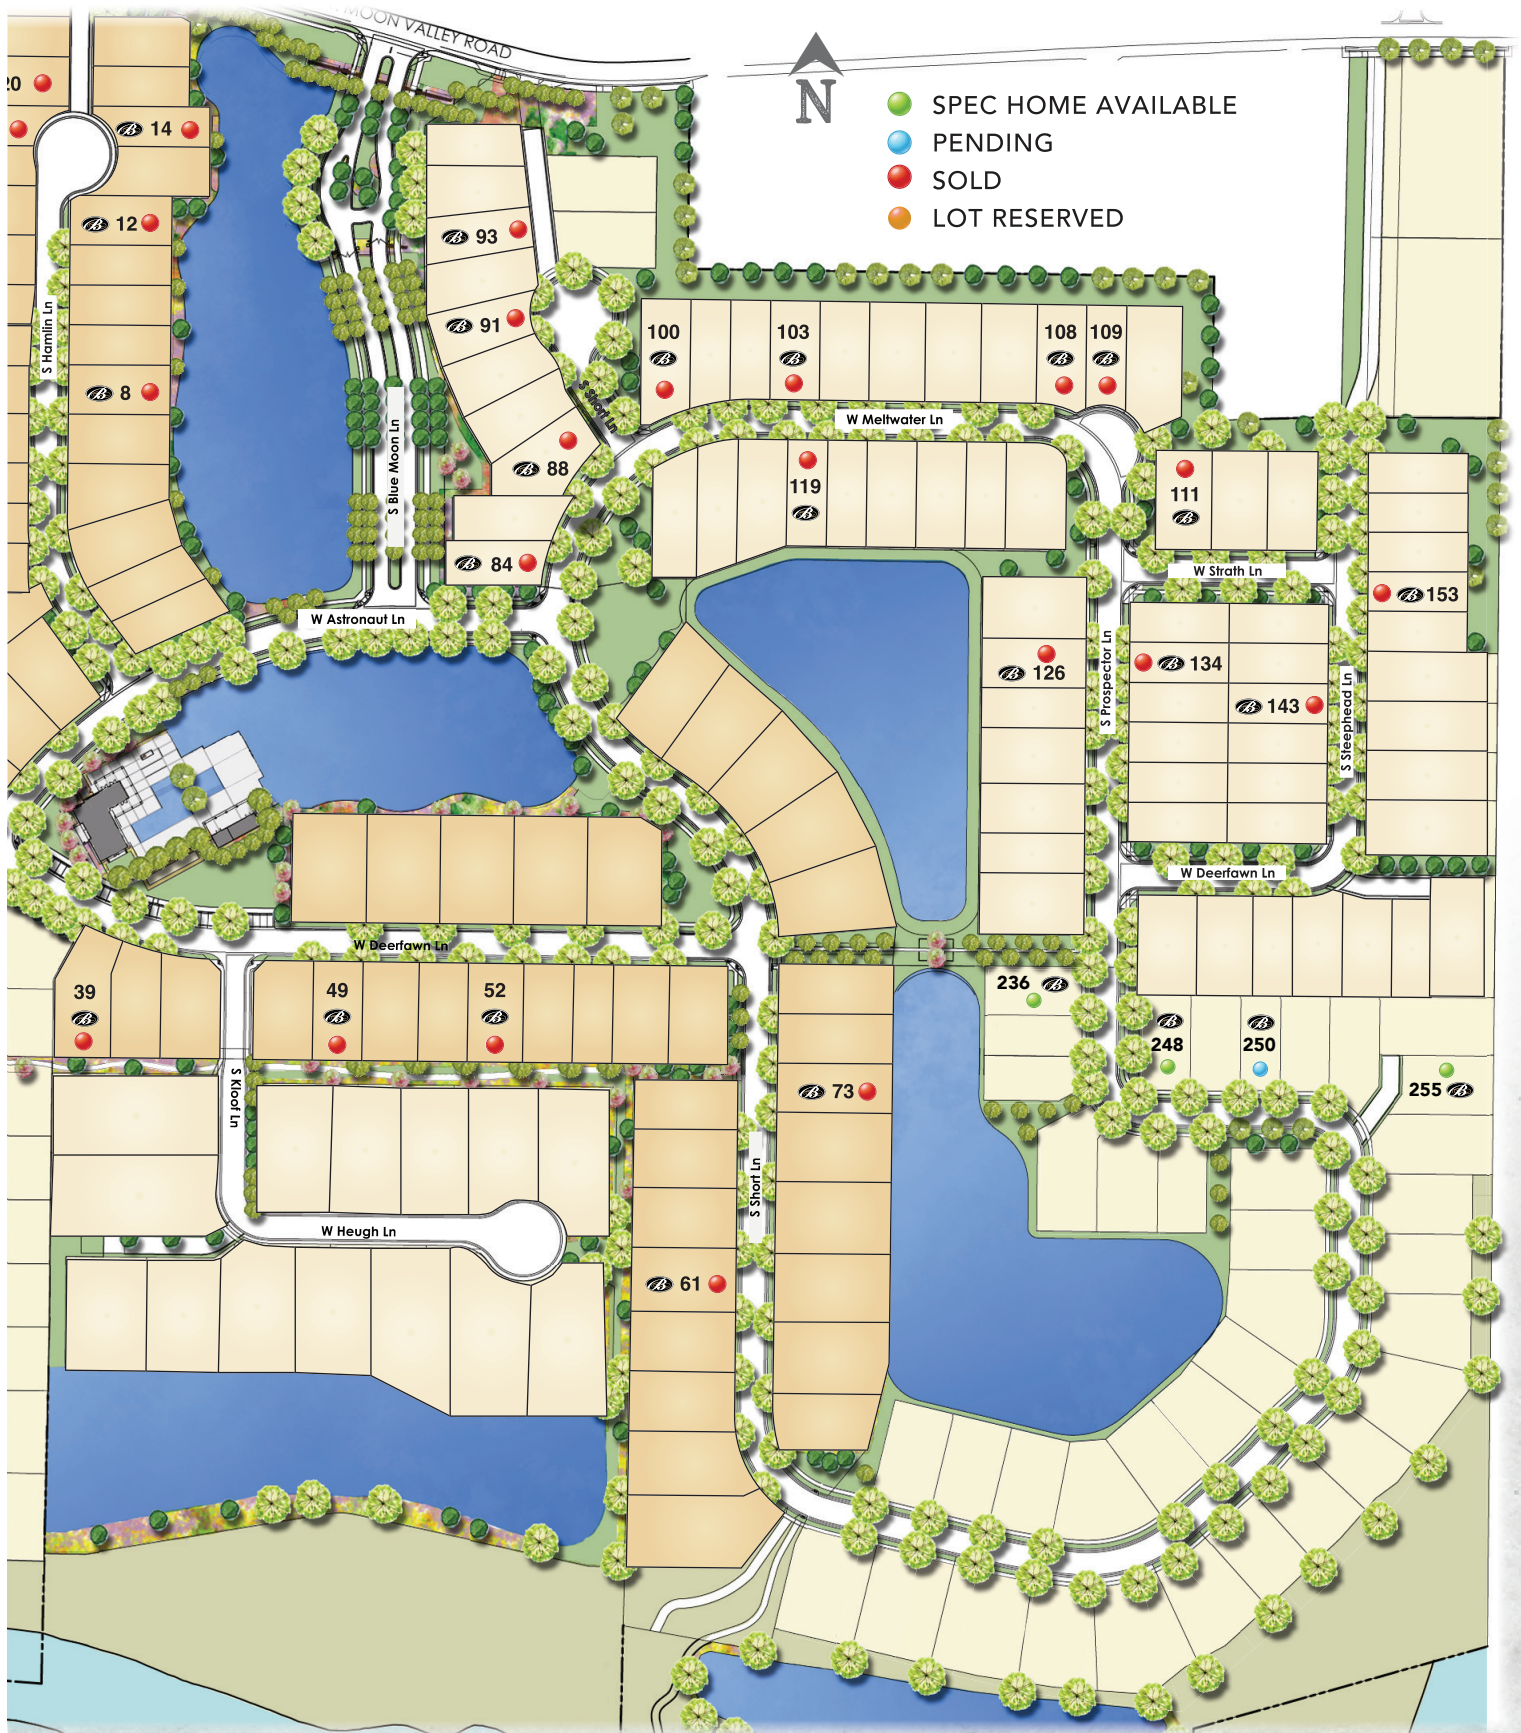 MOON VALLEY ROAD
N
SPEC HOME AVAILABLE
PENDING
SOLD
LOT RESERVED
20
B 14
B 12
B 93
S Hamlin Ln
B 91
100
B
103
B
108
B
109
B
B 8
S Short Ln
W Meltwater Ln
S Blue Moon Ln
B 88
119
B
111
B
B 84
W Strath Ln
B 153
W Astronaut Ln
B 126
S Prospector Ln
B 134
B 143
S Steephead Ln
W Deerfawn Ln
W Deerfawn Ln
39
B
49
B
52
B
236 B
B
248
B
250
255 B
S Kloof Ln
B 73
S Short Ln
W Heugh Ln
B 61